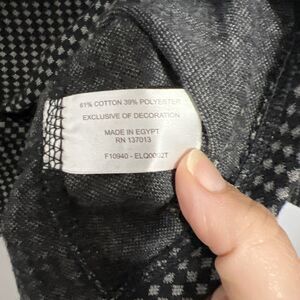 61% COTTON 39% POLYESTER
EXCLUSIVE OF DECORATION
MADE IN EGYPT
RN 137013
F10940 - ELQ0002T